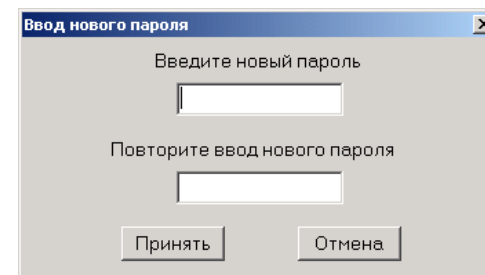 Ввод нового пароля
Введите новый пароль
Повторите ввод нового пароля
Принять Отмена